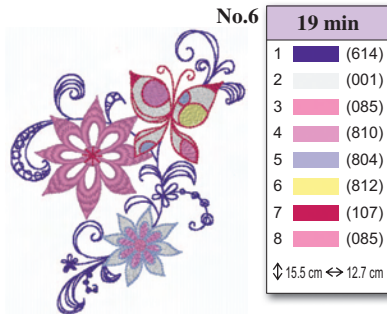 No.6
19 min
1 (614)
2 (001)
3 (085)
4 (810)
5 (804)
6 (812)
7 (107)
8 (085)
↕ 15.5 cm ↔ 12.7 cm